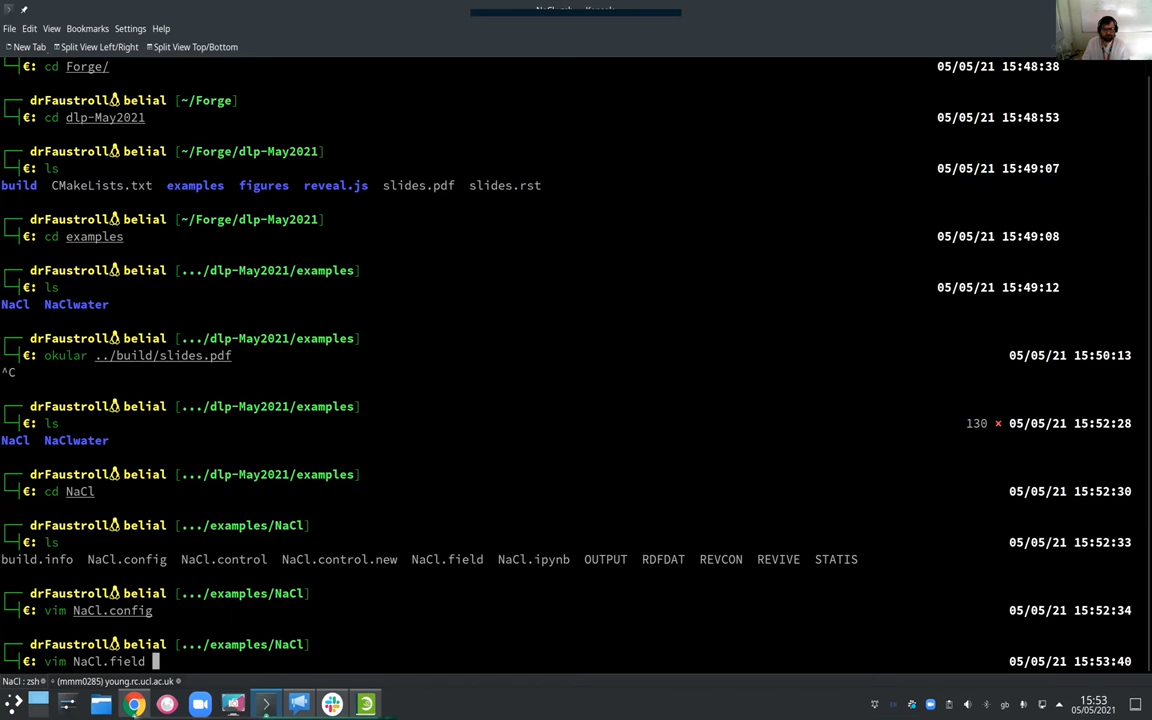 File Edit View Bookmarks Settings Help
New Tab Split View Left/Right Split View Top/Bottom
€: cd Forge/ 05/05/21 15:48:38
drFaustroll belial [~/Forge]
€: cd dlp-May2021 05/05/21 15:48:53
drFaustroll belial [~/Forge/dlp-May2021]
€: ls 05/05/21 15:49:07
build CMakeLists.txt examples figures reveal.js slides.pdf slides.rst
drFaustroll belial [~/Forge/dlp-May2021]
€: cd examples 05/05/21 15:49:08
drFaustroll belial [.../dlp-May2021/examples]
€: ls 05/05/21 15:49:12
NaCl NaClwater
drFaustroll belial [.../dlp-May2021/examples]
€: okular ../build/slides.pdf 05/05/21 15:50:13
^C
drFaustroll belial [.../dlp-May2021/examples]
€: ls 130 × 05/05/21 15:52:28
NaCl NaClwater
drFaustroll belial [.../dlp-May2021/examples]
€: cd NaCl 05/05/21 15:52:30
drFaustroll belial [.../examples/NaCl]
€: ls 05/05/21 15:52:33
build.info NaCl.config NaCl.control NaCl.control.new NaCl.field NaCl.ipynb OUTPUT RDFDAT REVCON REVIVE STATIS
drFaustroll belial [.../examples/NaCl]
€: vim NaCl.config 05/05/21 15:52:34
drFaustroll belial [.../examples/NaCl]
€: vim NaCl.field 05/05/21 15:53:40
NaCl : zsh (mmm0285) young.rc.ucl.ac.uk
gb 15:53
05/05/2021